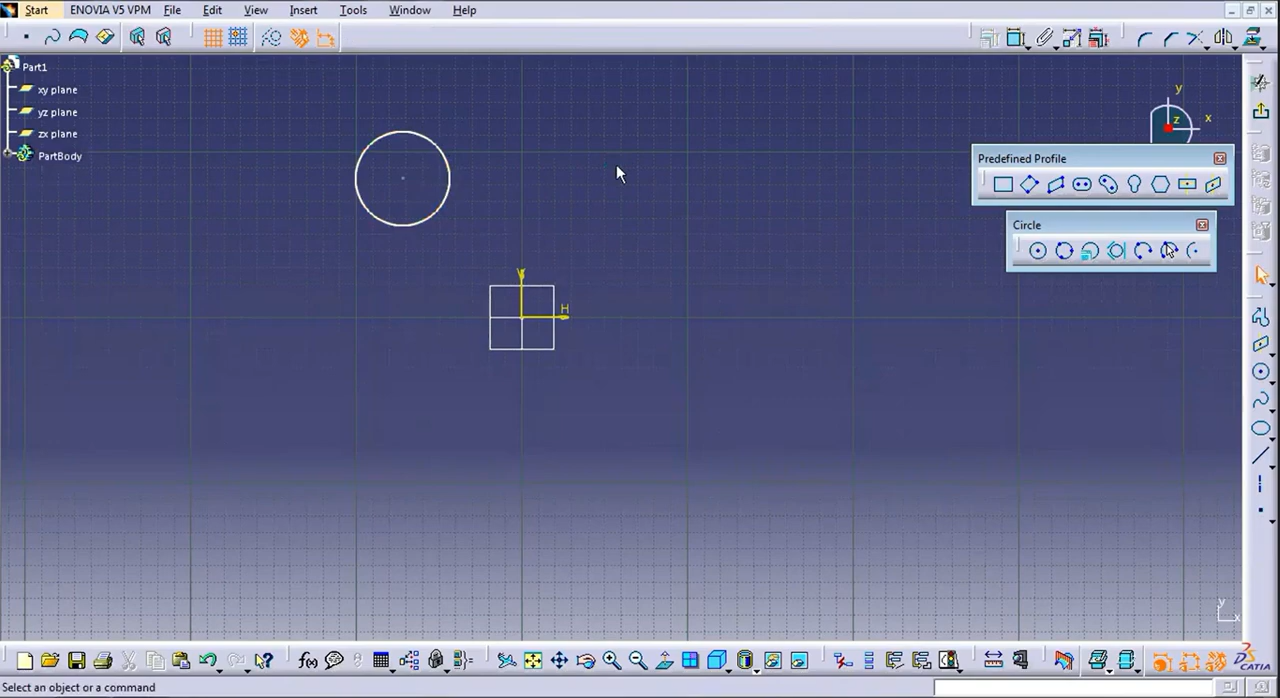 Start ENOVIA V5 VPM File Edit View Insert Tools Window Help
Part1
xy plane
yz plane
zx plane
PartBody
y
x
z
Predefined Profile
Circle
V
H
y
x
f(x)
CATIA
Select an object or a command